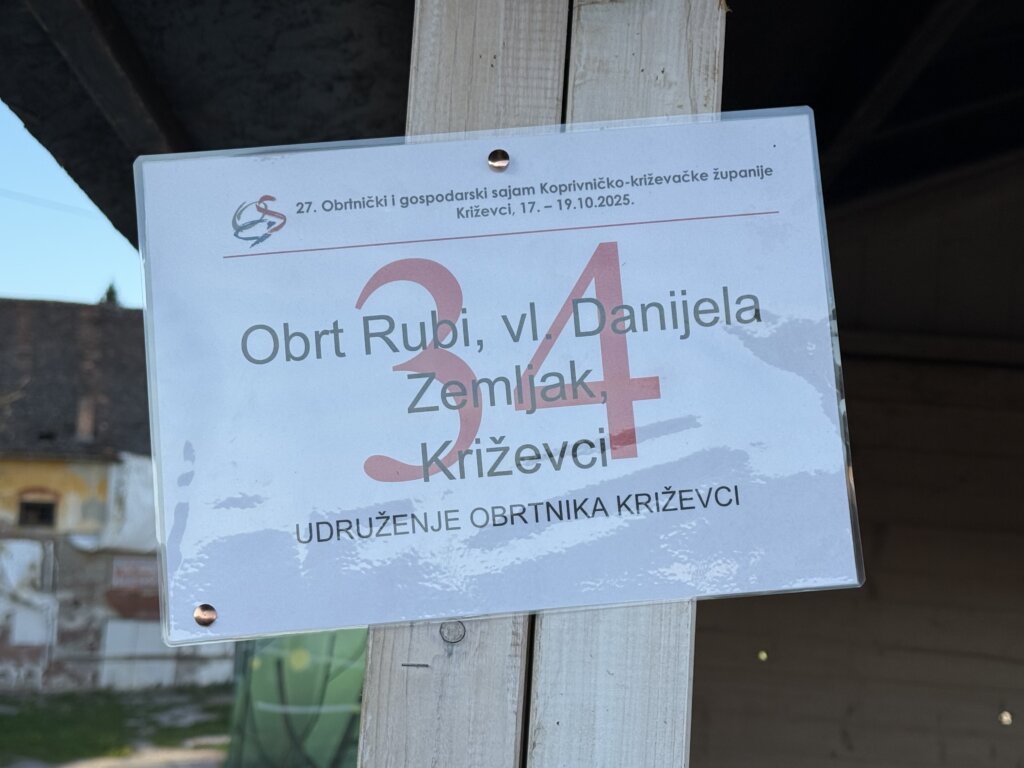 27. Obrtnički i gospodarski sajam Koprivničko-križevačke županije
Križevci, 17. – 19.10.2025.
34
Obrt Rubi, vl. Danijela
Zemljak,
Križevci
UDRUŽENJE OBRTNIKA KRIŽEVCI